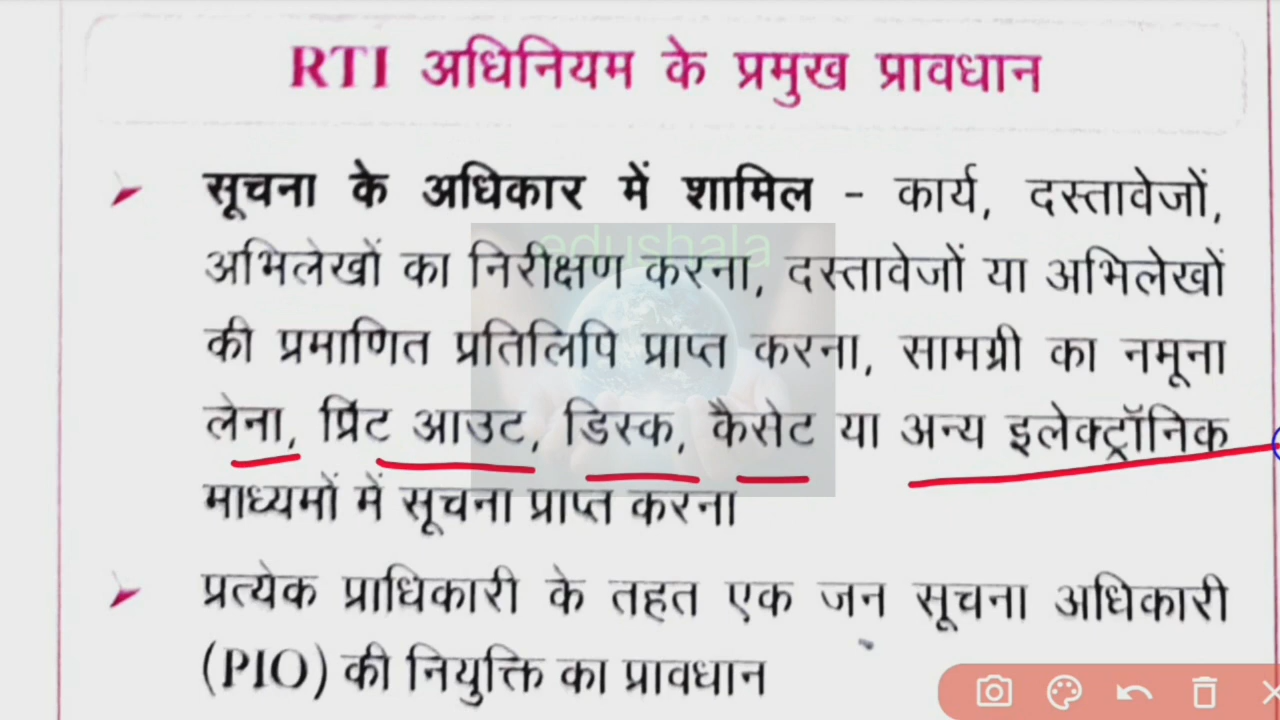 RTI अधिनियम के प्रमुख प्रावधान
सूचना के अधिकार में शामिल - कार्य, दस्तावेजों,
edushala
अभिलेखों का निरीक्षण करना, दस्तावेजों या अभिलेखों
की प्रमाणित प्रतिलिपि प्राप्त करना, सामग्री का नमूना
लेना, प्रिंट आउट, डिस्क, कैसेट या अन्य इलेक्ट्रॉनिक
माध्यमों में सूचना प्राप्त करना
प्रत्येक प्राधिकारी के तहत एक जन सूचना अधिकारी
(PIO) की नियुक्ति का प्रावधान